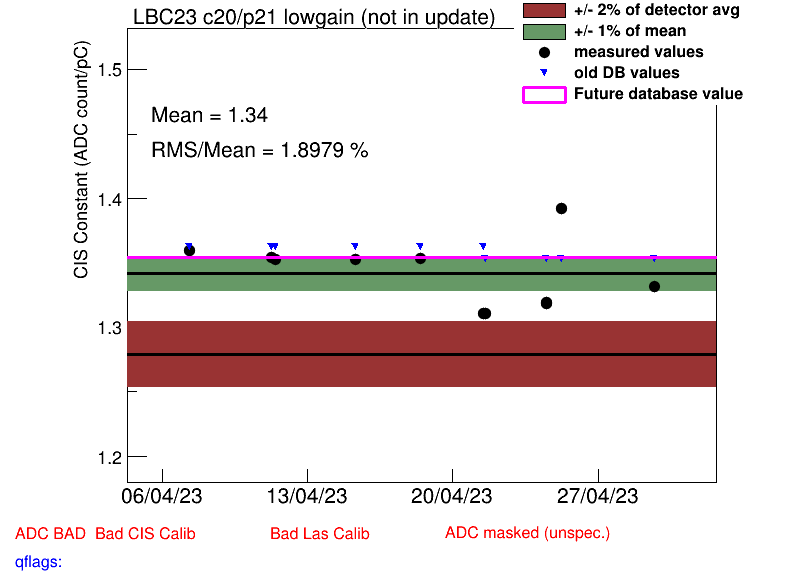 LBC23 c20/p21 lowgain (not in update)
+/- 2% of detector avg
+/- 1% of mean
measured values
old DB values
Future database value
CIS Constant (ADC count/pC)
Mean = 1.34
RMS/Mean = 1.8979 %
1.5
1.4
1.3
1.2
06/04/23 13/04/23 20/04/23 27/04/23
ADC BAD Bad CIS Calib Bad Las Calib ADC masked (unspec.)
qflags: